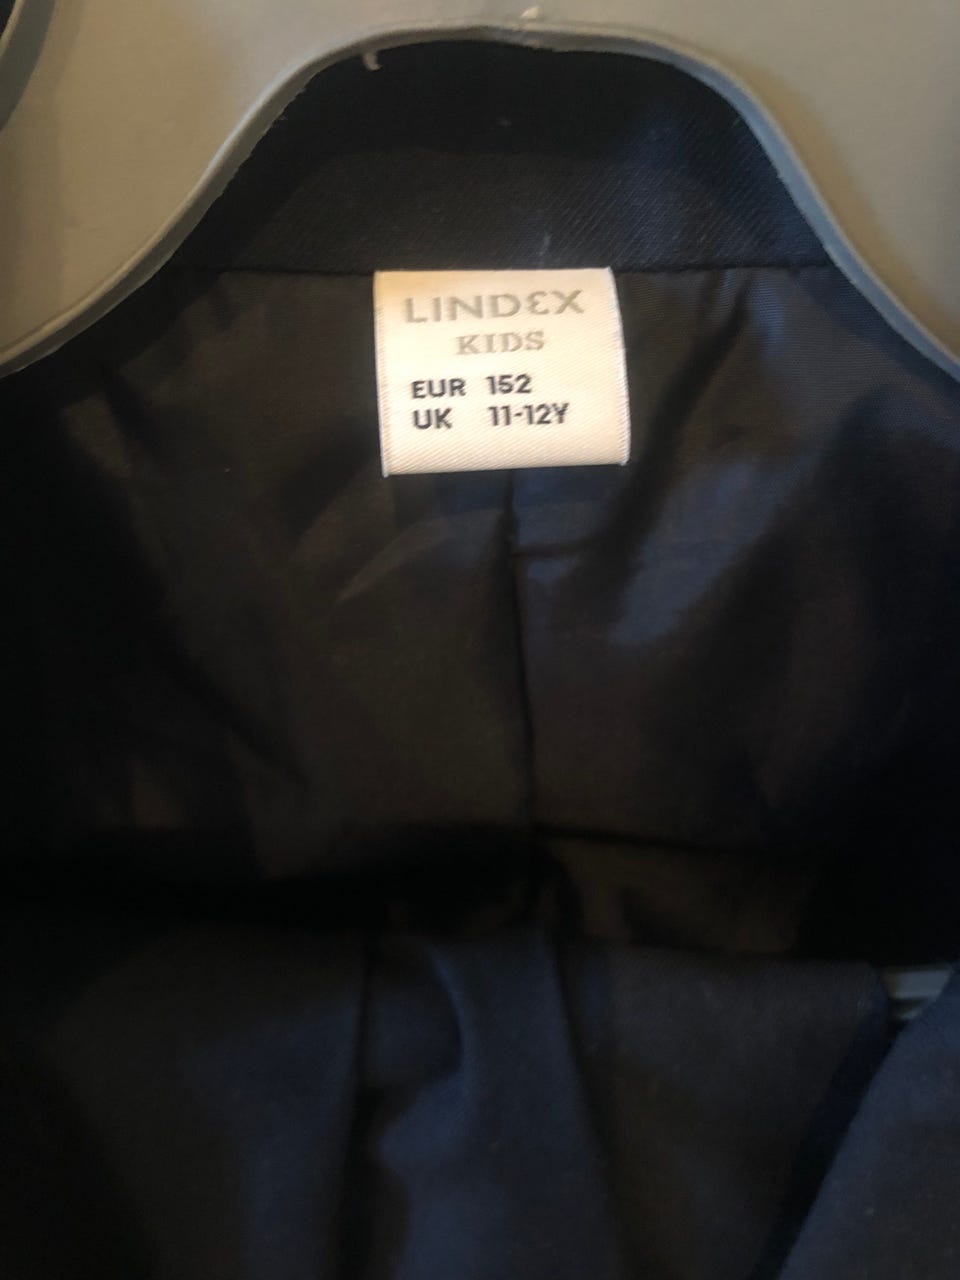 LINDEX
KIDS
EUR 152
UK 11-12Y